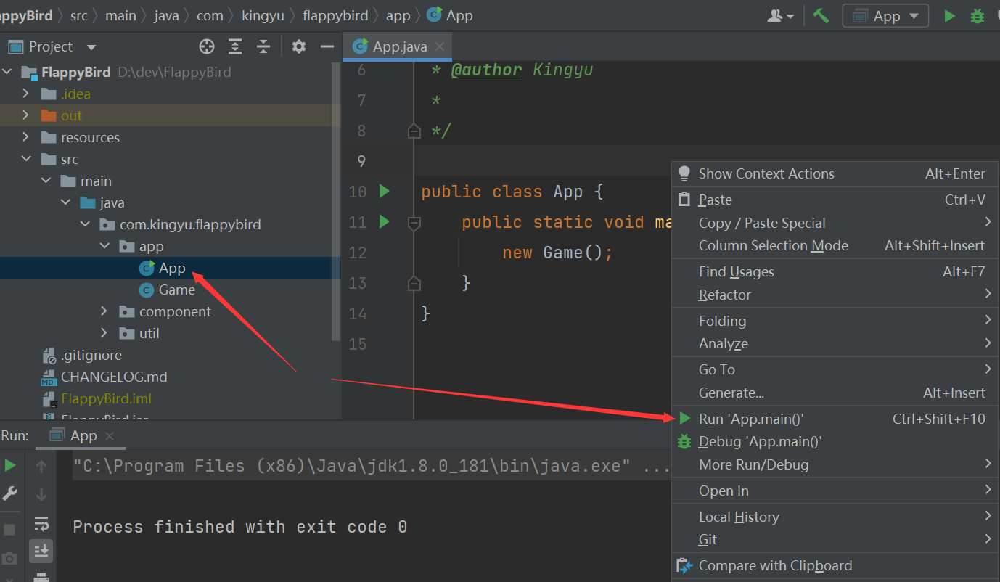 appyBird src main java com kingyu flappybird app App App
Project App.java
FlappyBird D:\dev\FlappyBird
.idea
out
resources
src
main
java
com.kingyu.flappybird
app
App
Game
component
util
.gitignore
CHANGELOG.md
FlappyBird.iml
FlappyBird.jar
6 * @author Kingyu
7 *
8 */
9
10 public class App {
11 public static void ma
12 new Game();
13 }
14 }
15
Show Context Actions Alt+Enter
Paste Ctrl+V
Copy / Paste Special
Column Selection Mode Alt+Shift+Insert
Find Usages Alt+F7
Refactor
Folding
Analyze
Go To
Generate... Alt+Insert
Run 'App.main()' Ctrl+Shift+F10
Debug 'App.main()'
More Run/Debug
Open In
Local History
Git
Compare with Clipboard
Run: App
"C:\Program Files (x86)\Java\jdk1.8.0_181\bin\java.exe" ...
Process finished with exit code 0